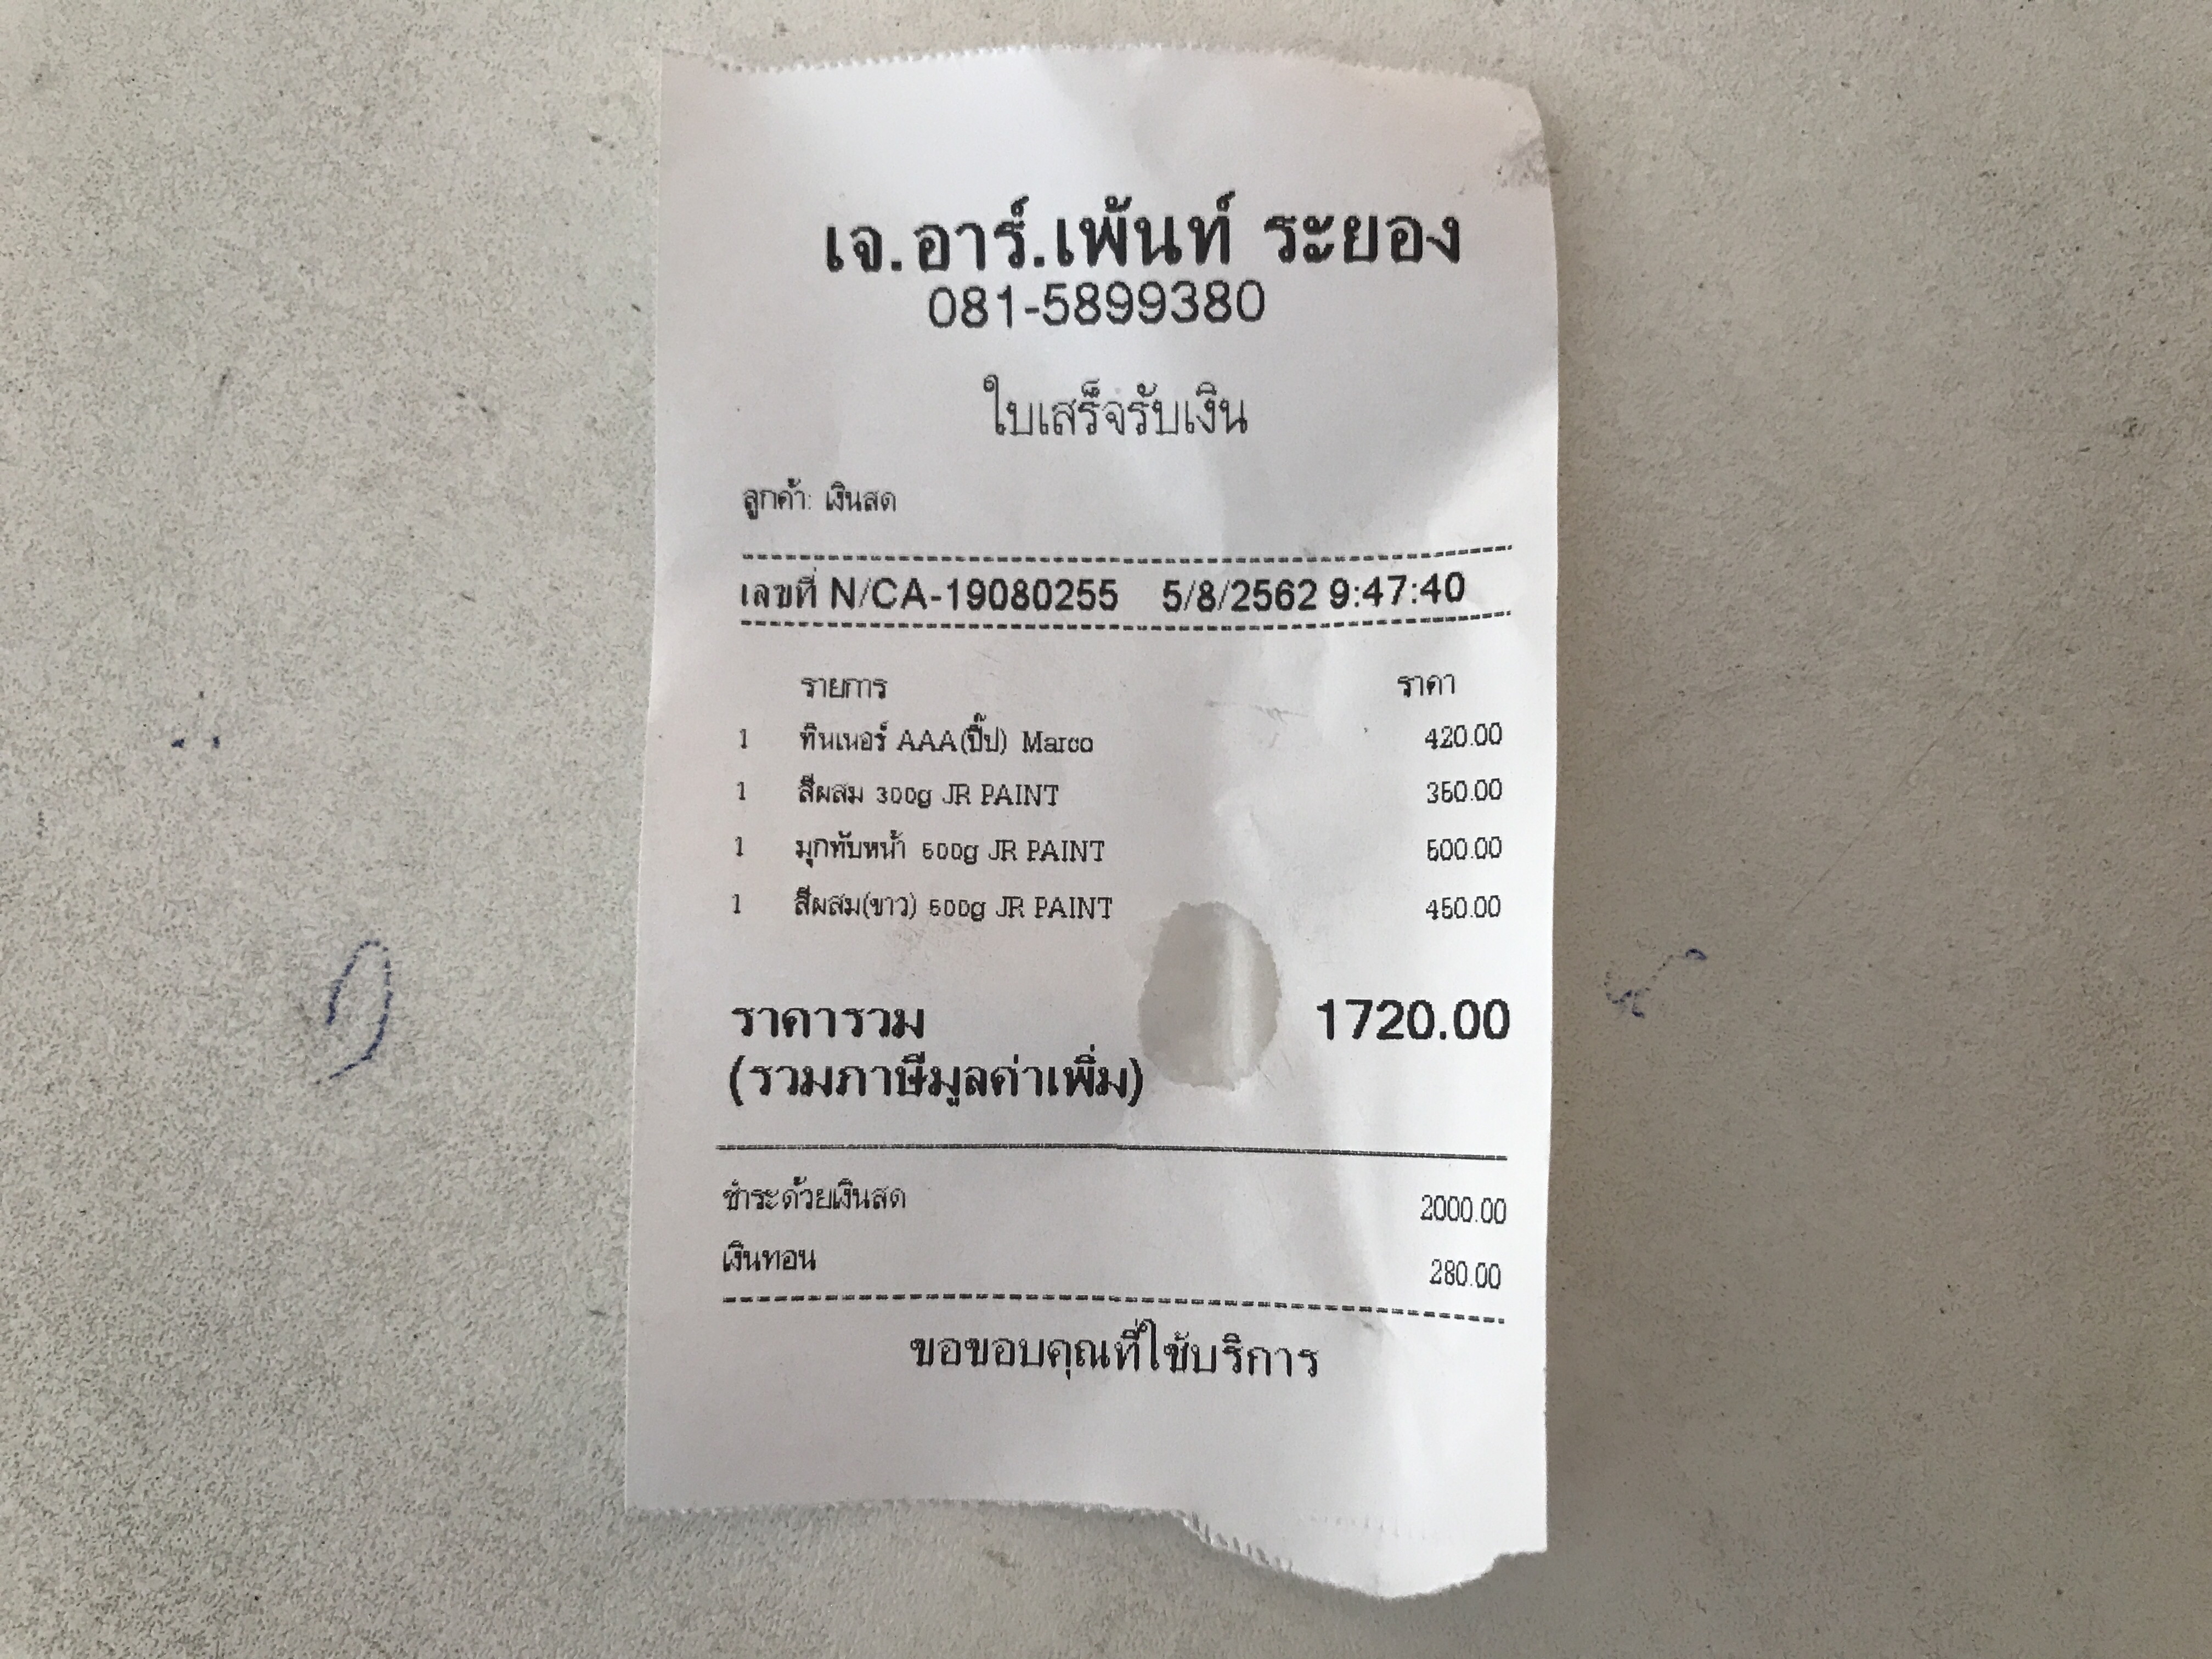 เจ.อาร์.เพ้นท์ ระยอง
081-5899380
ใบเสร็จรับเงิน
ลูกค้า: เงินสด
เลขที่ N/CA-19080255 5/8/2562 9:47:40
รายการ ราคา
1 ทินเนอร์ AAA(ปิ๊ป) Marco 420.00
1 สีผสม 300g JR PAINT 350.00
1 มุกทับหน้า 500g JR PAINT 500.00
1 สีผสม(ขาว) 500g JR PAINT 450.00
ราคารวม 1720.00
(รวมภาษีมูลค่าเพิ่ม)
ชำระด้วยเงินสด 2000.00
เงินทอน 280.00
ขอขอบคุณที่ใช้บริการ